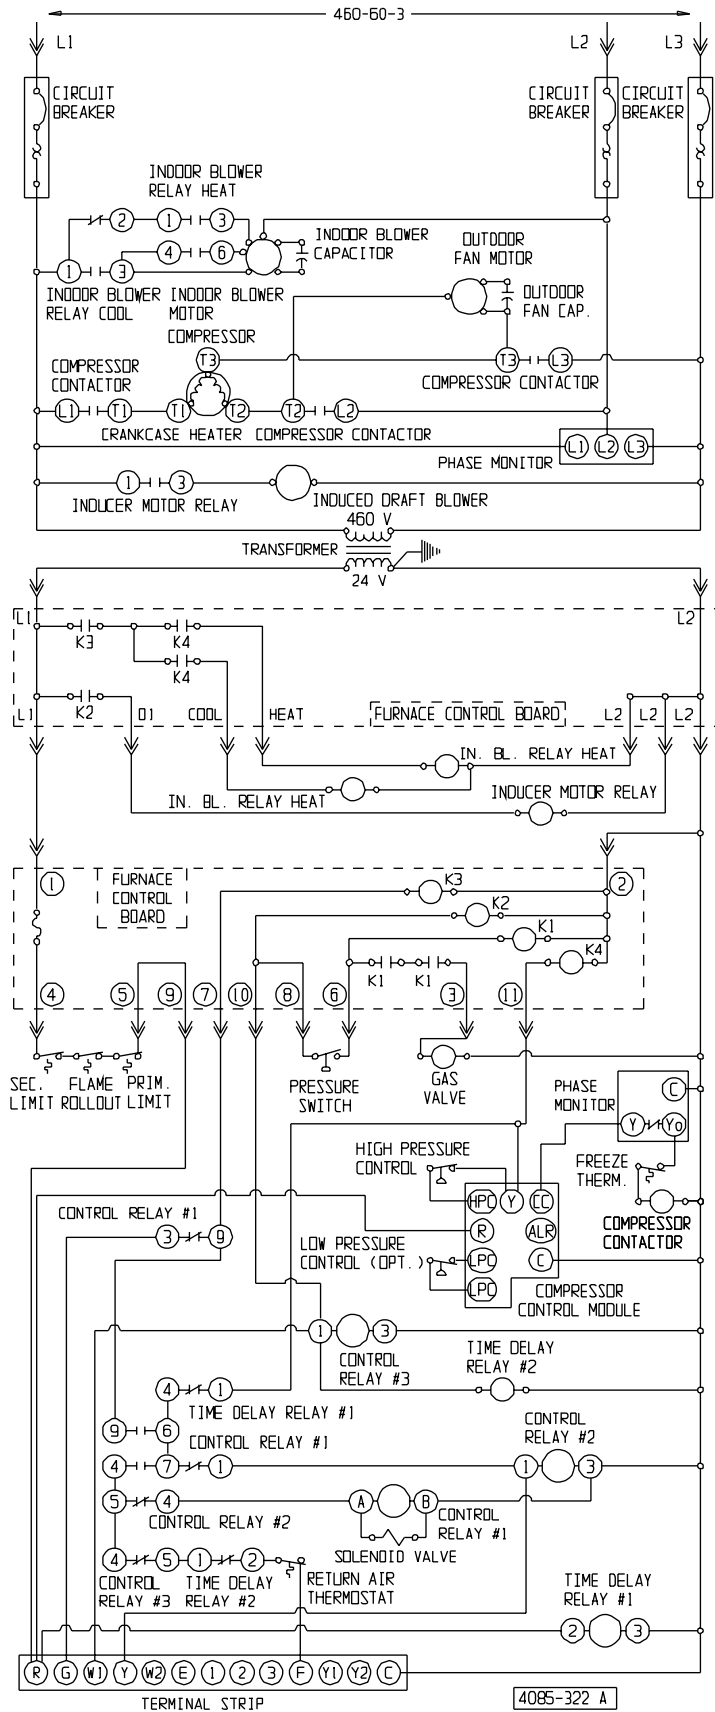 460-60-3
L1
L2
L3
CIRCUIT
BREAKER
CIRCUIT
BREAKER
CIRCUIT
BREAKER
INDOOR BLOWER
RELAY HEAT
2
1
3
4
6
1
3
INDOOR BLOWER
CAPACITOR
OUTDOOR
FAN MOTOR
INDOOR BLOWER
RELAY COOL
INDOOR BLOWER
MOTOR
OUTDOOR
FAN CAP.
COMPRESSOR
T3
T3
L3
COMPRESSOR
CONTACTOR
COMPRESSOR CONTACTOR
L1
T1
T1
T2
T2
L2
CRANKCASE HEATER
COMPRESSOR CONTACTOR
L1
L2
L3
PHASE MONITOR
1
3
INDUCER MOTOR RELAY
INDUCED DRAFT BLOWER
460 V
TRANSFORMER
24 V
L1
L2
K3
K4
K4
K2
L1
O1
COOL
HEAT
FURNACE CONTROL BOARD
L2
L2
L2
IN. BL. RELAY HEAT
IN. BL. RELAY HEAT
INDUCER MOTOR RELAY
1
FURNACE
CONTROL
BOARD
K3
2
K2
K1
K4
K1
K1
4
5
9
7
10
8
6
3
11
SEC.
LIMIT
FLAME
ROLLOUT
PRIM.
LIMIT
PRESSURE
SWITCH
GAS
VALVE
PHASE
MONITOR
C
Y
YO
HIGH PRESSURE
CONTROL
FREEZE
THERM.
HPC
Y
CC
COMPRESSOR
CONTACTOR
CONTROL RELAY #1
3
9
R
ALR
LOW PRESSURE
CONTROL (OPT.)
LPC
C
LPC
COMPRESSOR
CONTROL MODULE
1
3
CONTROL
RELAY #3
TIME DELAY
RELAY #2
4
1
TIME DELAY RELAY #1
9
6
CONTROL RELAY #1
CONTROL
RELAY #2
4
7
1
1
3
5
4
A
B
CONTROL RELAY #2
CONTROL
RELAY #1
SOLENOID VALVE
4
5
1
2
CONTROL
RELAY #3
TIME DELAY
RELAY #2
RETURN AIR
THERMOSTAT
TIME DELAY
RELAY #1
2
3
R G W1 Y W2 E 1 2 3 F Y1 Y2 C
TERMINAL STRIP
4085-322 A